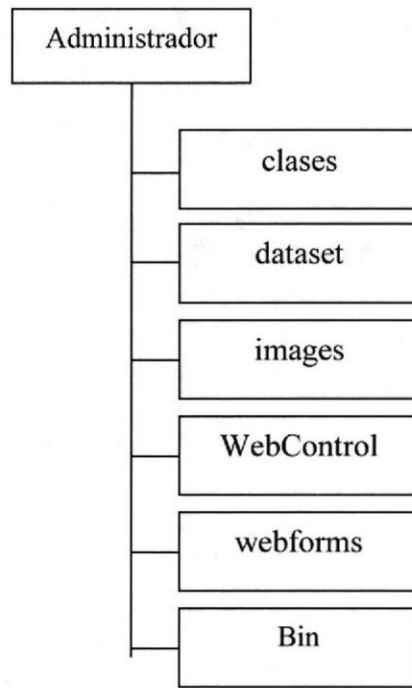 Administrador
clases
dataset
images
WebControl
webforms
Bin